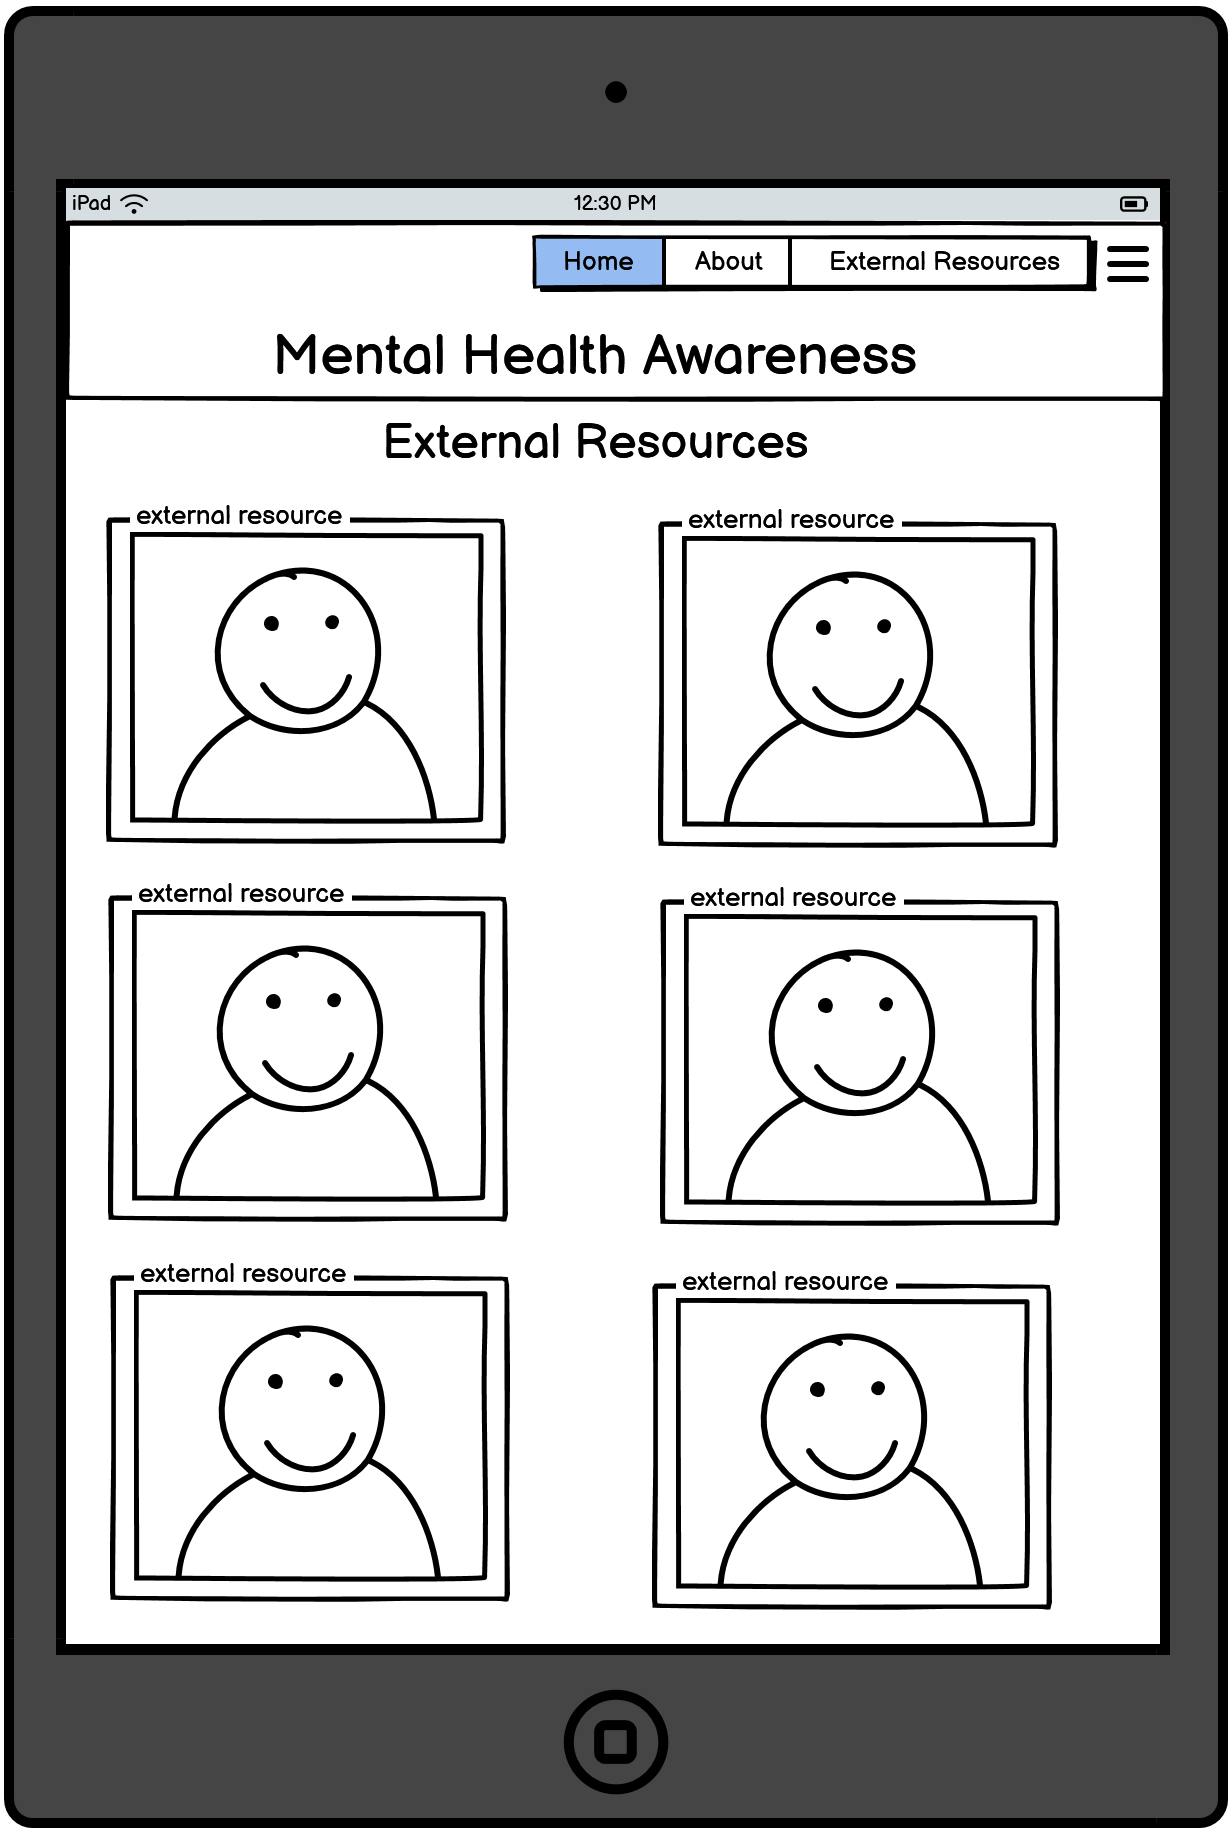 iPad 12:30 PM
Home About External Resources
Mental Health Awareness
External Resources
external resource external resource
external resource external resource
external resource external resource